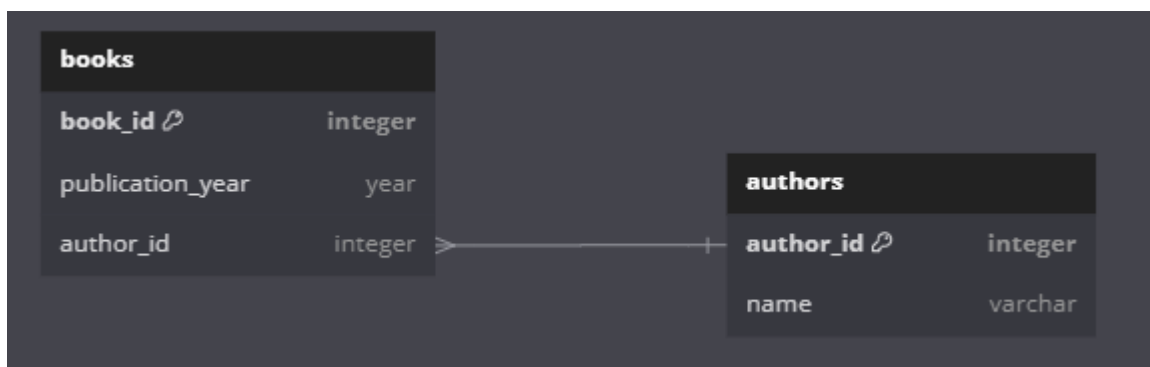 books
book_id integer
publication_year year
author_id integer
authors
author_id integer
name varchar